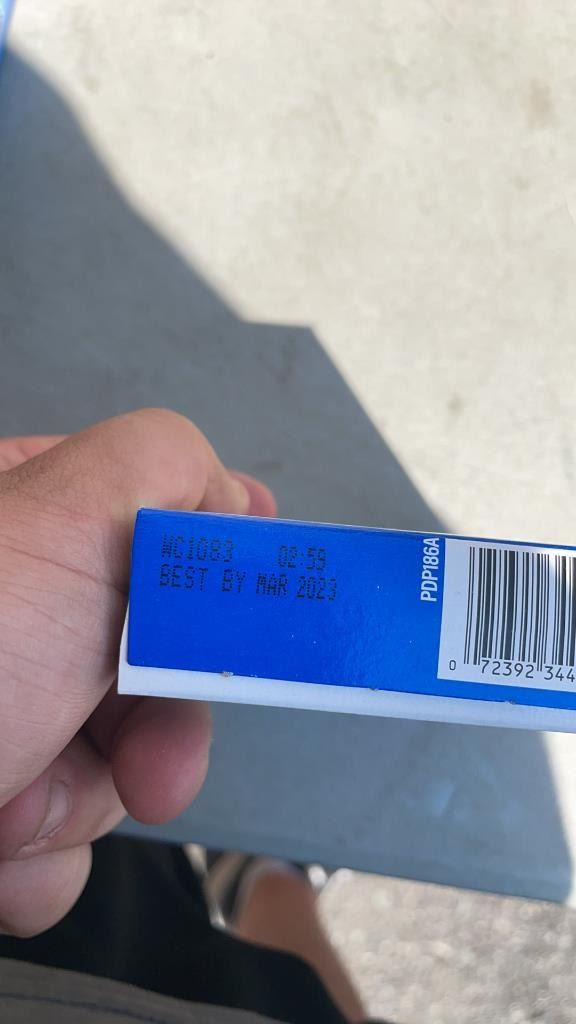 WC1083 02:59
BEST BY MAR 2023
PDP186A
0 72392 344